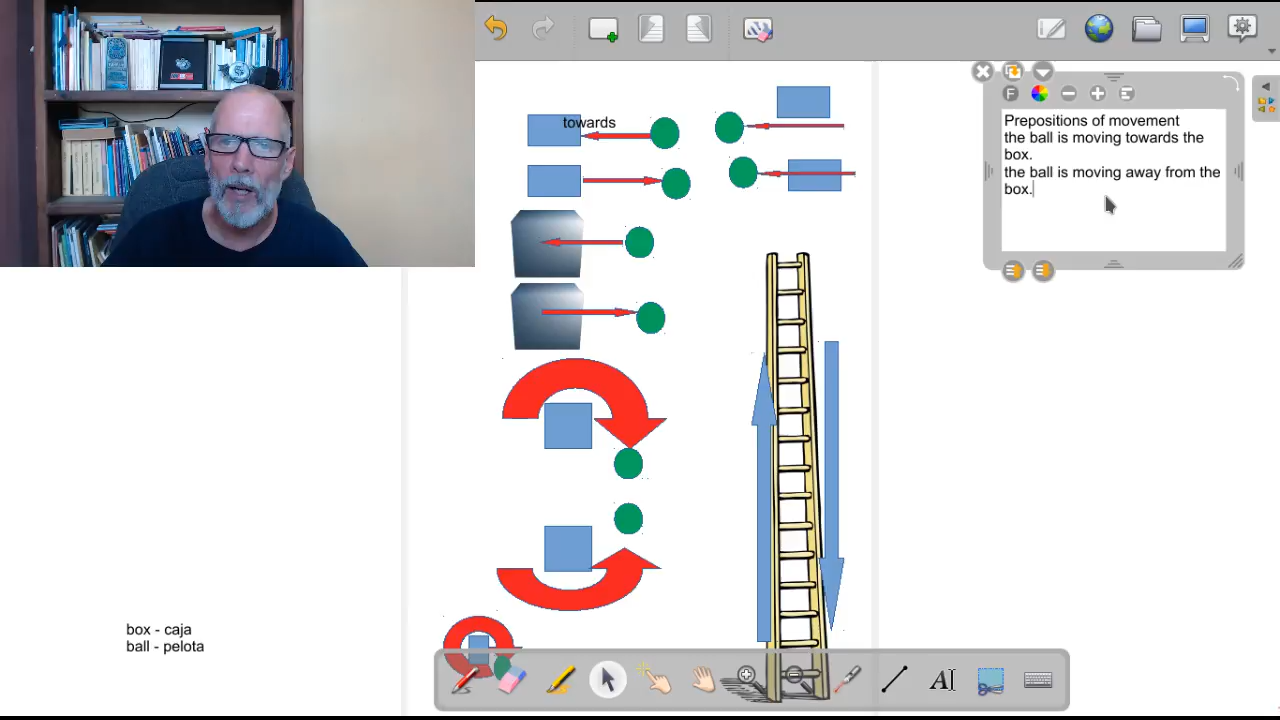 towards
F
Prepositions of movement
the ball is moving towards the
box.
the ball is moving away from the
box.
box - caja
ball - pelota
A